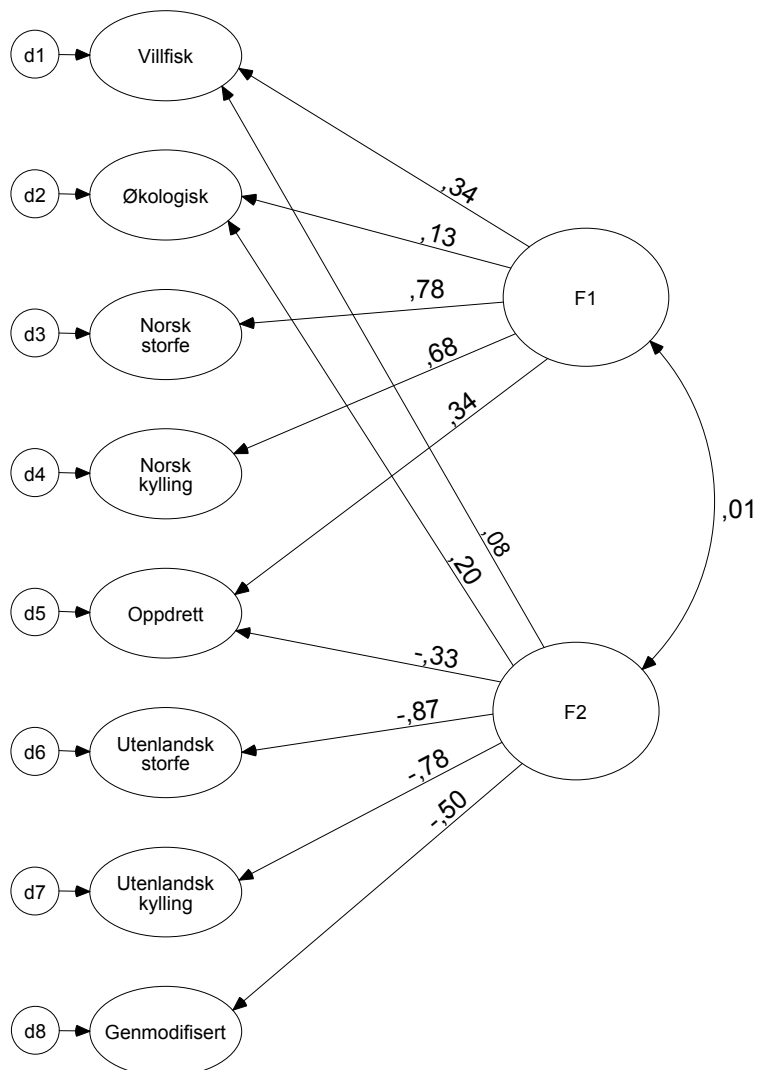 d1
Villfisk
d2
Økologisk
,34
,13
F1
,78
d3
Norsk
storfe
,68
,34
d4
Norsk
kylling
,01
,08
,20
d5
Oppdrett
-,33
F2
-,87
d6
Utenlandsk
storfe
-,78
-,50
d7
Utenlandsk
kylling
d8
Genmodifisert